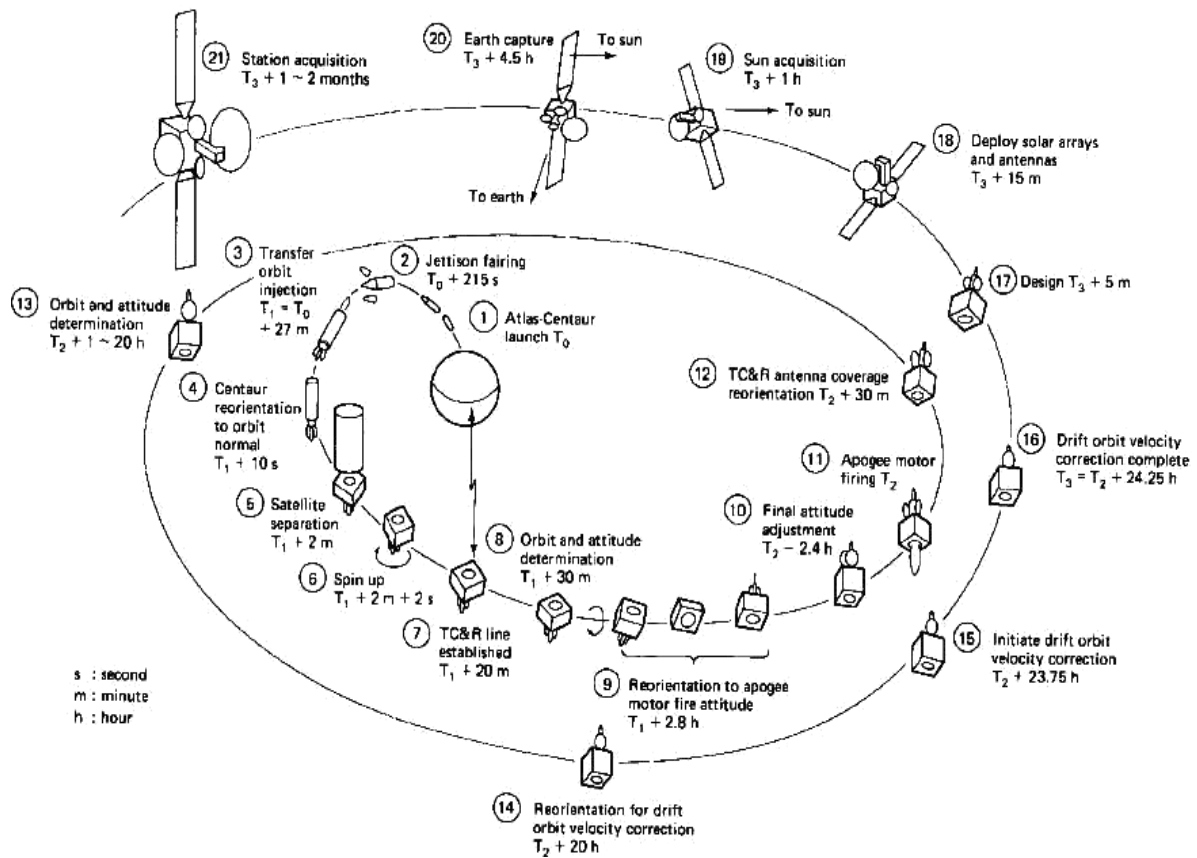 1
Atlas-Centaur
launch T0
2
Jettison fairing
T0 + 215 s
3
Transfer
orbit
injection
T1 = T0
+ 27 m
4
Centaur
reorientation
to orbit
normal
T1 + 10 s
5
Satellite
separation
T1 + 2 m
6
Spin up
T1 + 2 m + 2 s
7
TC&R line
established
T1 + 20 m
8
Orbit and attitude
determination
T1 + 30 m
9
Reorientation to apogee
motor fire attitude
T1 + 2.8 h
10
Final attitude
adjustment
T2 − 2.4 h
11
Apogee motor
firing T2
12
TC&R antenna coverage
reorientation T2 + 30 m
13
Orbit and attitude
determination
T2 + 1 ~ 20 h
14
Reorientation for drift
orbit velocity correction
T2 + 20 h
15
Initiate drift orbit
velocity correction
T2 + 23.75 h
16
Drift orbit velocity
correction complete
T3 = T2 + 24.25 h
17
Design T3 + 5 m
18
Deploy solar arrays
and antennas
T3 + 15 m
19
Sun acquisition
T3 + 1 h
To sun
20
Earth capture
T3 + 4.5 h
To sun
To earth
21
Station acquisition
T3 + 1 ~ 2 months
s : second
m : minute
h : hour